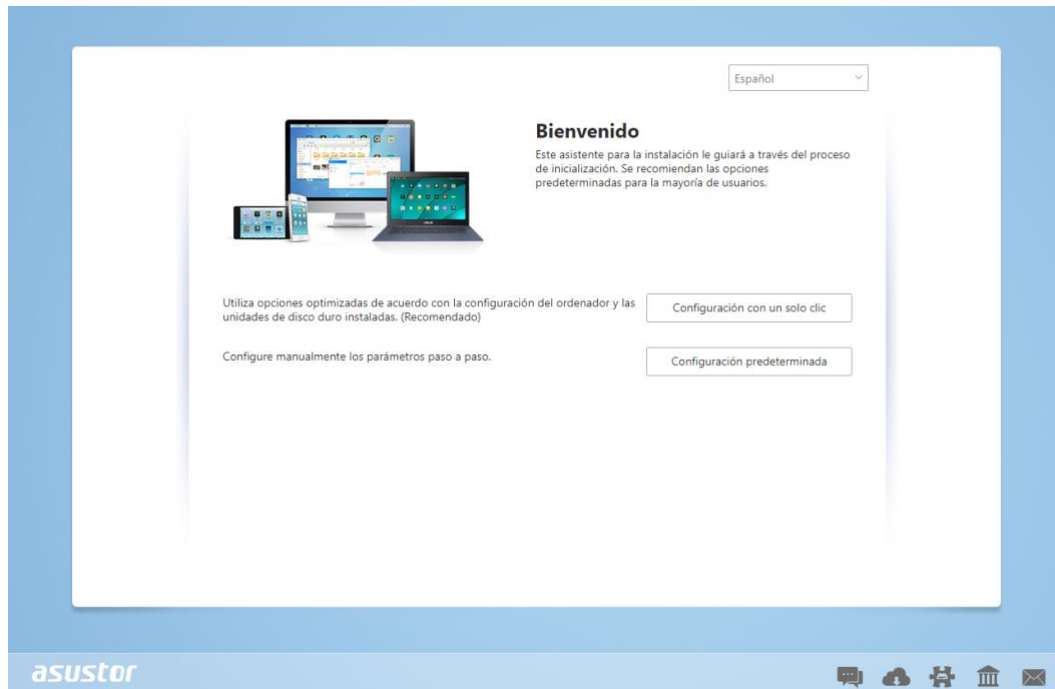 Español
Bienvenido
Este asistente para la instalación le guiará a través del proceso
de inicialización. Se recomiendan las opciones
predeterminadas para la mayoría de usuarios.
Utiliza opciones optimizadas de acuerdo con la configuración del ordenador y las
unidades de disco duro instaladas. (Recomendado)
Configuración con un solo clic
Configure manualmente los parámetros paso a paso.
Configuración predeterminada
asustor